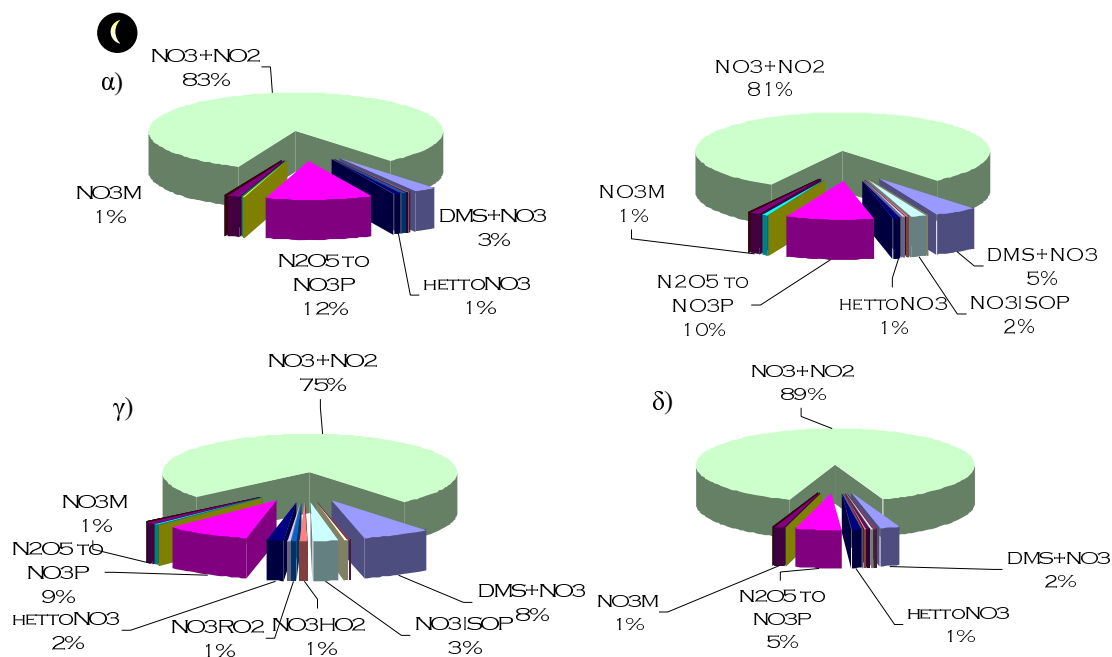 NO3+NO2
83%
α)
NO3M
1%
DMS+NO3
3%
N2O5 TO
NO3P
12%
HETTONO3
1%
NO3+NO2
81%
NO3M
1%
N2O5 TO
NO3P
10%
HETTONO3
1%
NO3ISOP
2%
DMS+NO3
5%
γ)
NO3+NO2
75%
NO3M
1%
N2O5 TO
NO3P
9%
HETTONO3
2%
NO3RO2
1%
NO3HO2
1%
NO3ISOP
3%
DMS+NO3
8%
δ)
NO3+NO2
89%
NO3M
1%
N2O5 TO
NO3P
5%
HETTONO3
1%
DMS+NO3
2%